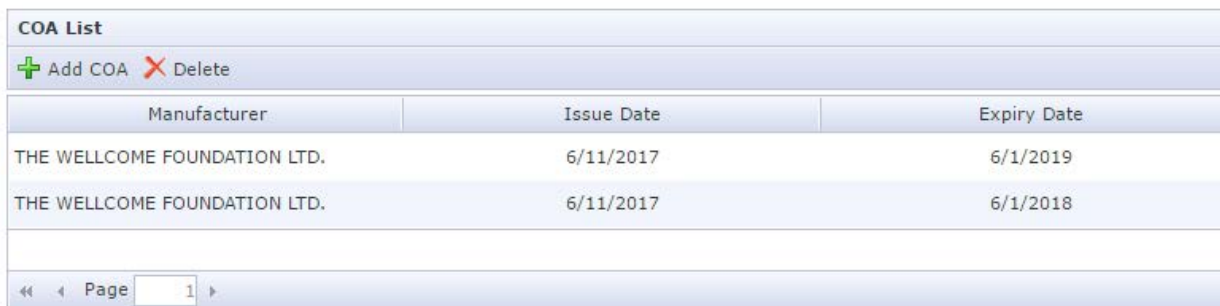 COA List
Add COA Delete
Manufacturer Issue Date Expiry Date
THE WELLCOME FOUNDATION LTD. 6/11/2017 6/1/2019
THE WELLCOME FOUNDATION LTD. 6/11/2017 6/1/2018
Page 1